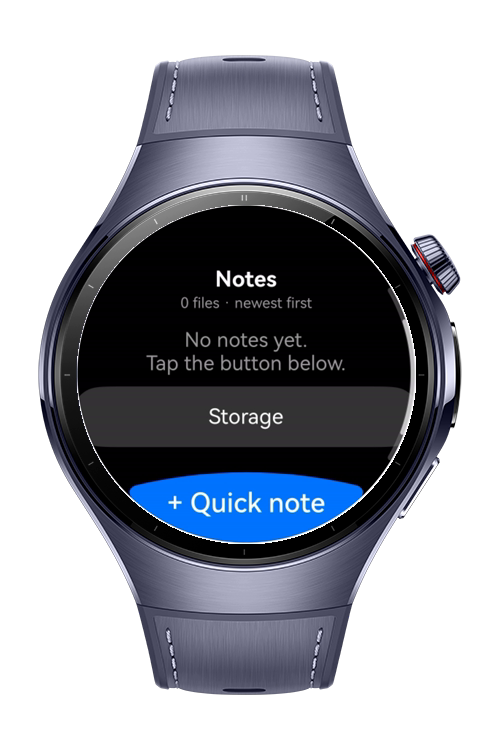 Notes
0 files · newest first
No notes yet.
Tap the button below.
Storage
+ Quick note